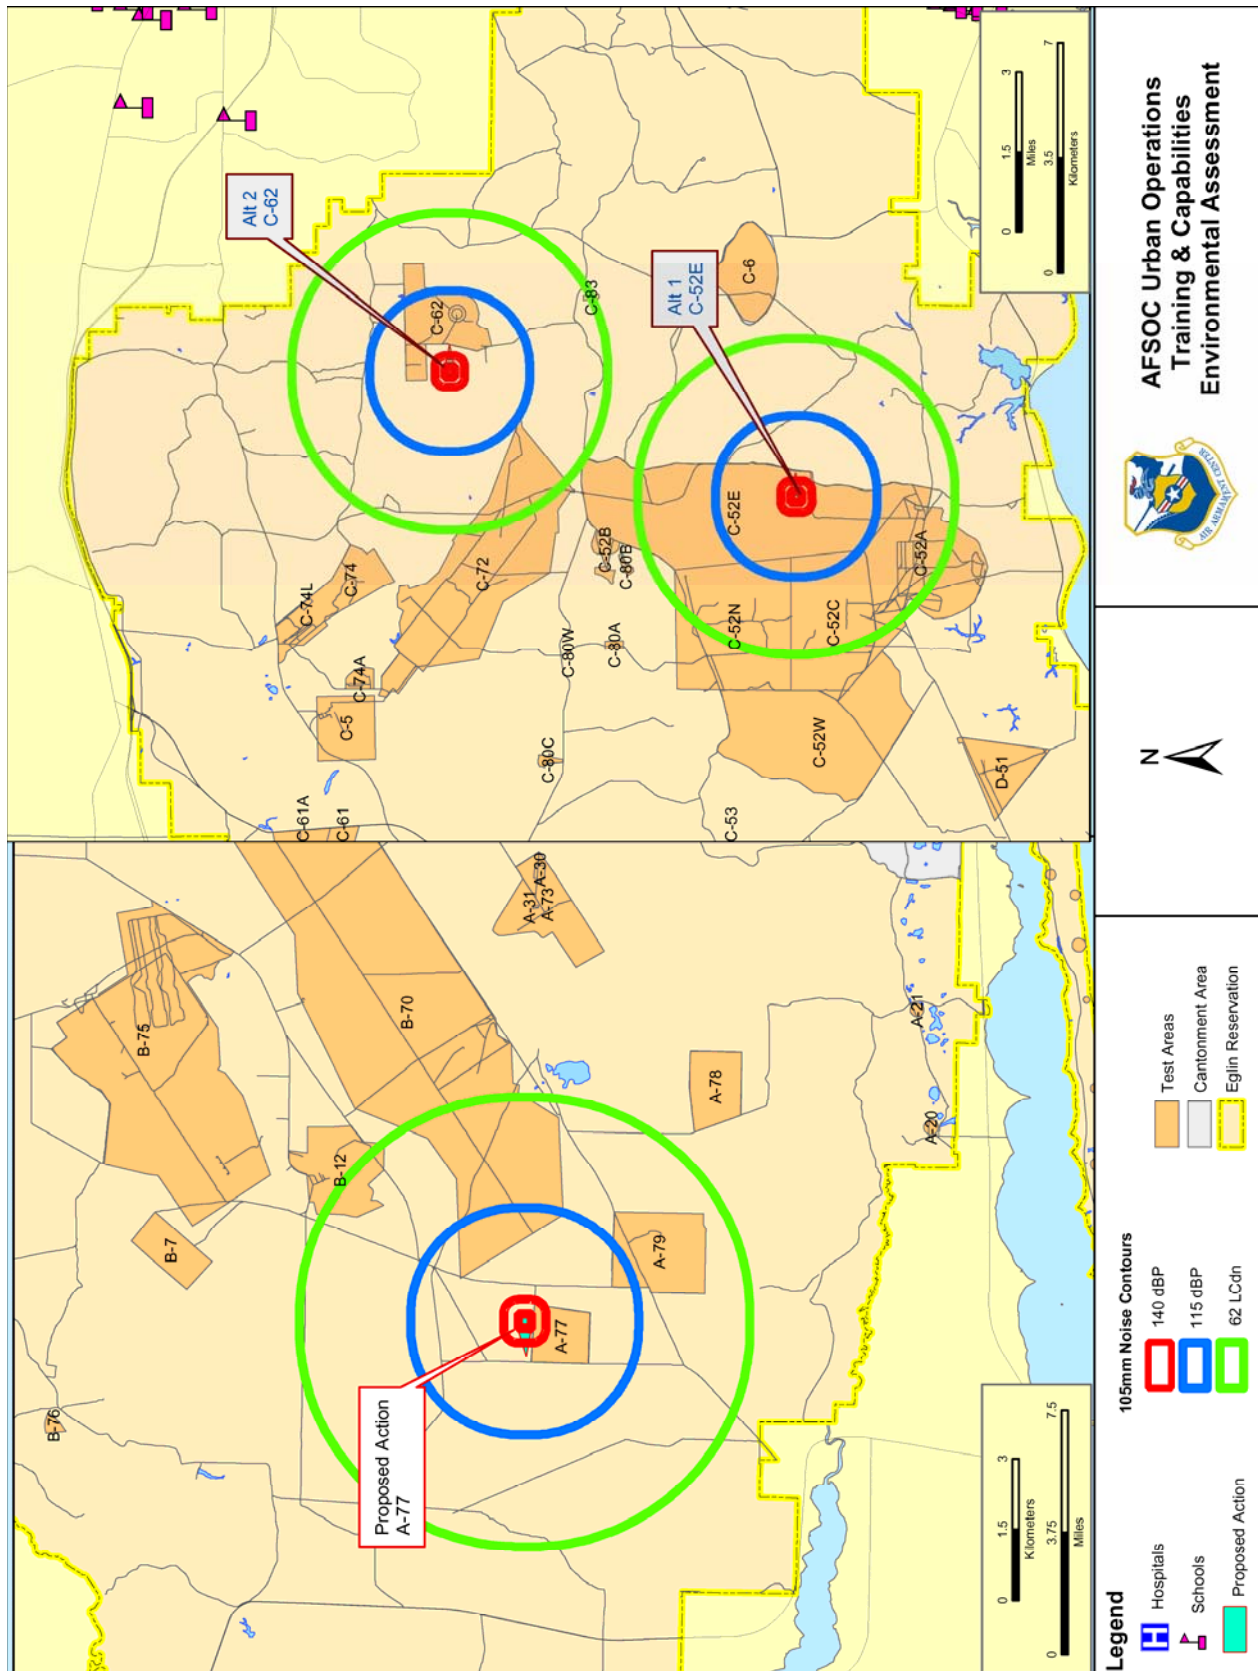 B-76
B-7
B-75
B-12
B-70
Proposed Action
A-77
A-77
A-79
A-78
A-31
A-30
A-73
A-20
A-21
0
1.5
3
Kilometers
0
3.75
7.5
Miles
C-61A
C-61
C-5
C-74A
C-74L
C-74
C-72
C-62
Alt 2
C-62
C-80C
C-80W
C-80A
C-52B
C-80B
C-83
C-53
C-52W
C-52N
C-52C
C-52E
C-52A
Alt 1
C-52E
C-6
D-51
0
1.5
3
Miles
0
3.5
7
Kilometers
Legend
Hospitals
Schools
Proposed Action
105mm Noise Contours
140 dBP
115 dBP
62 LCdn
Test Areas
Cantonment Area
Eglin Reservation
N
AIR ARMAMENT CENTER
AFSOC Urban Operations
Training & Capabilities
Environmental Assessment